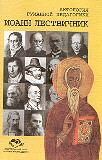 АНТОЛОГИЯ
ГУМАННОЙ ПЕДАГОГИКИ
ИОАНН ЛЕСТВИЧНИК